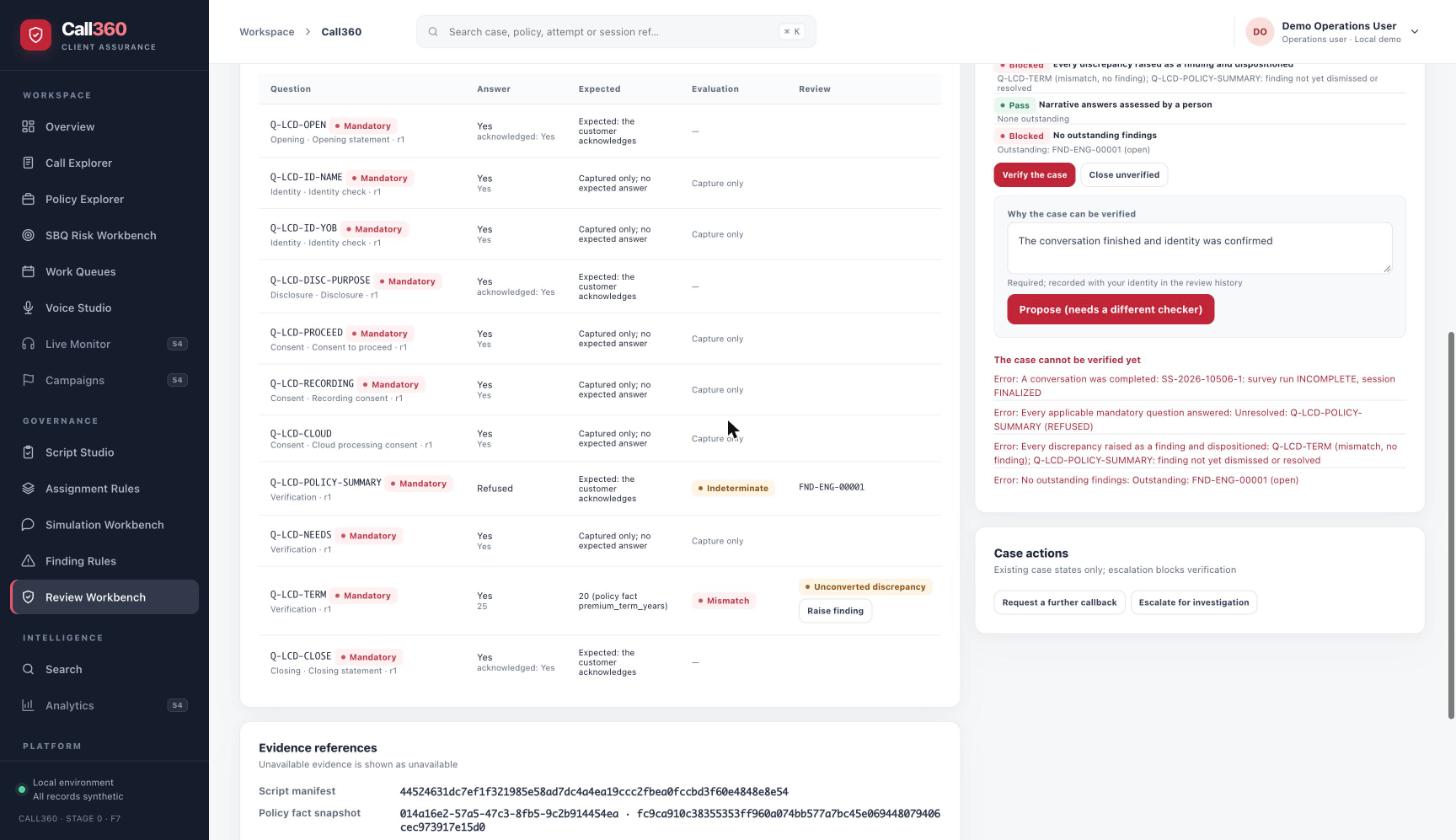 Call360
CLIENT ASSURANCE
WORKSPACE
Overview
Call Explorer
Policy Explorer
SBQ Risk Workbench
Work Queues
Voice Studio
Live Monitor S4
Campaigns S4
GOVERNANCE
Script Studio
Assignment Rules
Simulation Workbench
Finding Rules
Review Workbench
INTELLIGENCE
Search
Analytics S4
PLATFORM
Local environment
All records synthetic
CALL360 · STAGE 0 · F7
Workspace > Call360
Search case, policy, attempt or session ref...
⌘ K
DO
Demo Operations User
Operations user · Local demo
Question Answer Expected Evaluation Review
Q-LCD-OPEN Mandatory
Opening · Opening statement · r1
Yes
acknowledged: Yes
Expected: the
customer
acknowledges
—
Q-LCD-ID-NAME Mandatory
Identity · Identity check · r1
Yes
Yes
Captured only; no
expected answer
Capture only
Q-LCD-ID-YOB Mandatory
Identity · Identity check · r1
Yes
Yes
Captured only; no
expected answer
Capture only
Q-LCD-DISC-PURPOSE Mandatory
Disclosure · Disclosure · r1
Yes
acknowledged: Yes
Expected: the
customer
acknowledges
—
Q-LCD-PROCEED Mandatory
Consent · Consent to proceed · r1
Yes
Yes
Captured only; no
expected answer
Capture only
Q-LCD-RECORDING Mandatory
Consent · Recording consent · r1
Yes
Yes
Captured only; no
expected answer
Capture only
Q-LCD-CLOUD
Consent · Cloud processing consent · r1
Yes
Yes
Captured only; no
expected answer
Capture only
Q-LCD-POLICY-SUMMARY Mandatory
Verification · r1
Refused
Expected: the
customer
acknowledges
Indeterminate
FND-ENG-00001
Q-LCD-NEEDS Mandatory
Verification · r1
Yes
Yes
Captured only; no
expected answer
Capture only
Q-LCD-TERM Mandatory
Verification · r1
Yes
25
20 (policy fact
premium_term_years)
Mismatch
Unconverted discrepancy
Raise finding
Q-LCD-CLOSE Mandatory
Closing · Closing statement · r1
Yes
acknowledged: Yes
Expected: the
customer
acknowledges
—
Evidence references
Unavailable evidence is shown as unavailable
Script manifest 44524631dc7ef1f321985e58ad7dc4a4ea19ccc2fbea0fccbd3f60e4848e8e54
Policy fact snapshot 014a16e2-57a5-47c3-8fb5-9c2b914454ea · fc9ca910c38355353ff960a074bb577a7bc45e069448079406
cec973917e15d0
Blocked Every discrepancy raised as a finding and dispositioned
Q-LCD-TERM (mismatch, no finding); Q-LCD-POLICY-SUMMARY: finding not yet dismissed or
resolved
Pass Narrative answers assessed by a person
None outstanding
Blocked No outstanding findings
Outstanding: FND-ENG-00001 (open)
Verify the case
Close unverified
Why the case can be verified
The conversation finished and identity was confirmed
Required; recorded with your identity in the review history
Propose (needs a different checker)
The case cannot be verified yet
Error: A conversation was completed: SS-2026-10506-1: survey run INCOMPLETE, session
FINALIZED
Error: Every applicable mandatory question answered: Unresolved: Q-LCD-POLICY-
SUMMARY (REFUSED)
Error: Every discrepancy raised as a finding and dispositioned: Q-LCD-TERM (mismatch, no
finding); Q-LCD-POLICY-SUMMARY: finding not yet dismissed or resolved
Error: No outstanding findings: Outstanding: FND-ENG-00001 (open)
Case actions
Existing case states only; escalation blocks verification
Request a further callback
Escalate for investigation